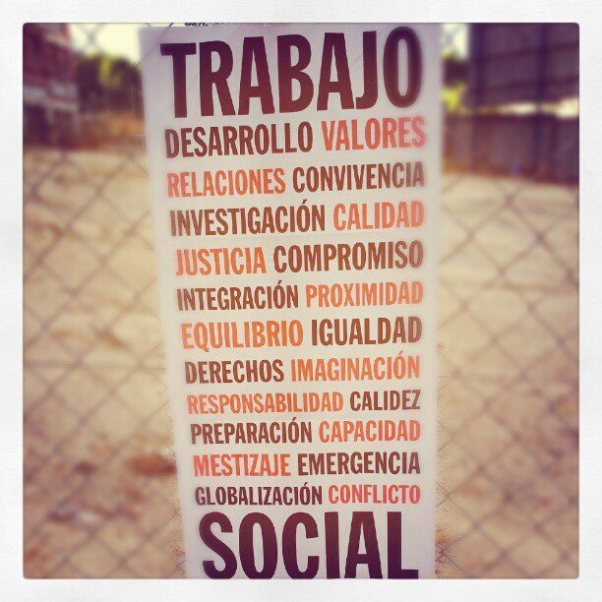 TRABAJO
DESARROLLO VALORES
RELACIONES CONVIVENCIA
INVESTIGACIÓN CALIDAD
JUSTICIA COMPROMISO
INTEGRACIÓN PROXIMIDAD
EQUILIBRIO IGUALDAD
DERECHOS IMAGINACIÓN
RESPONSABILIDAD CALIDEZ
PREPARACIÓN CAPACIDAD
MESTIZAJE EMERGENCIA
GLOBALIZACIÓN CONFLICTO
SOCIAL